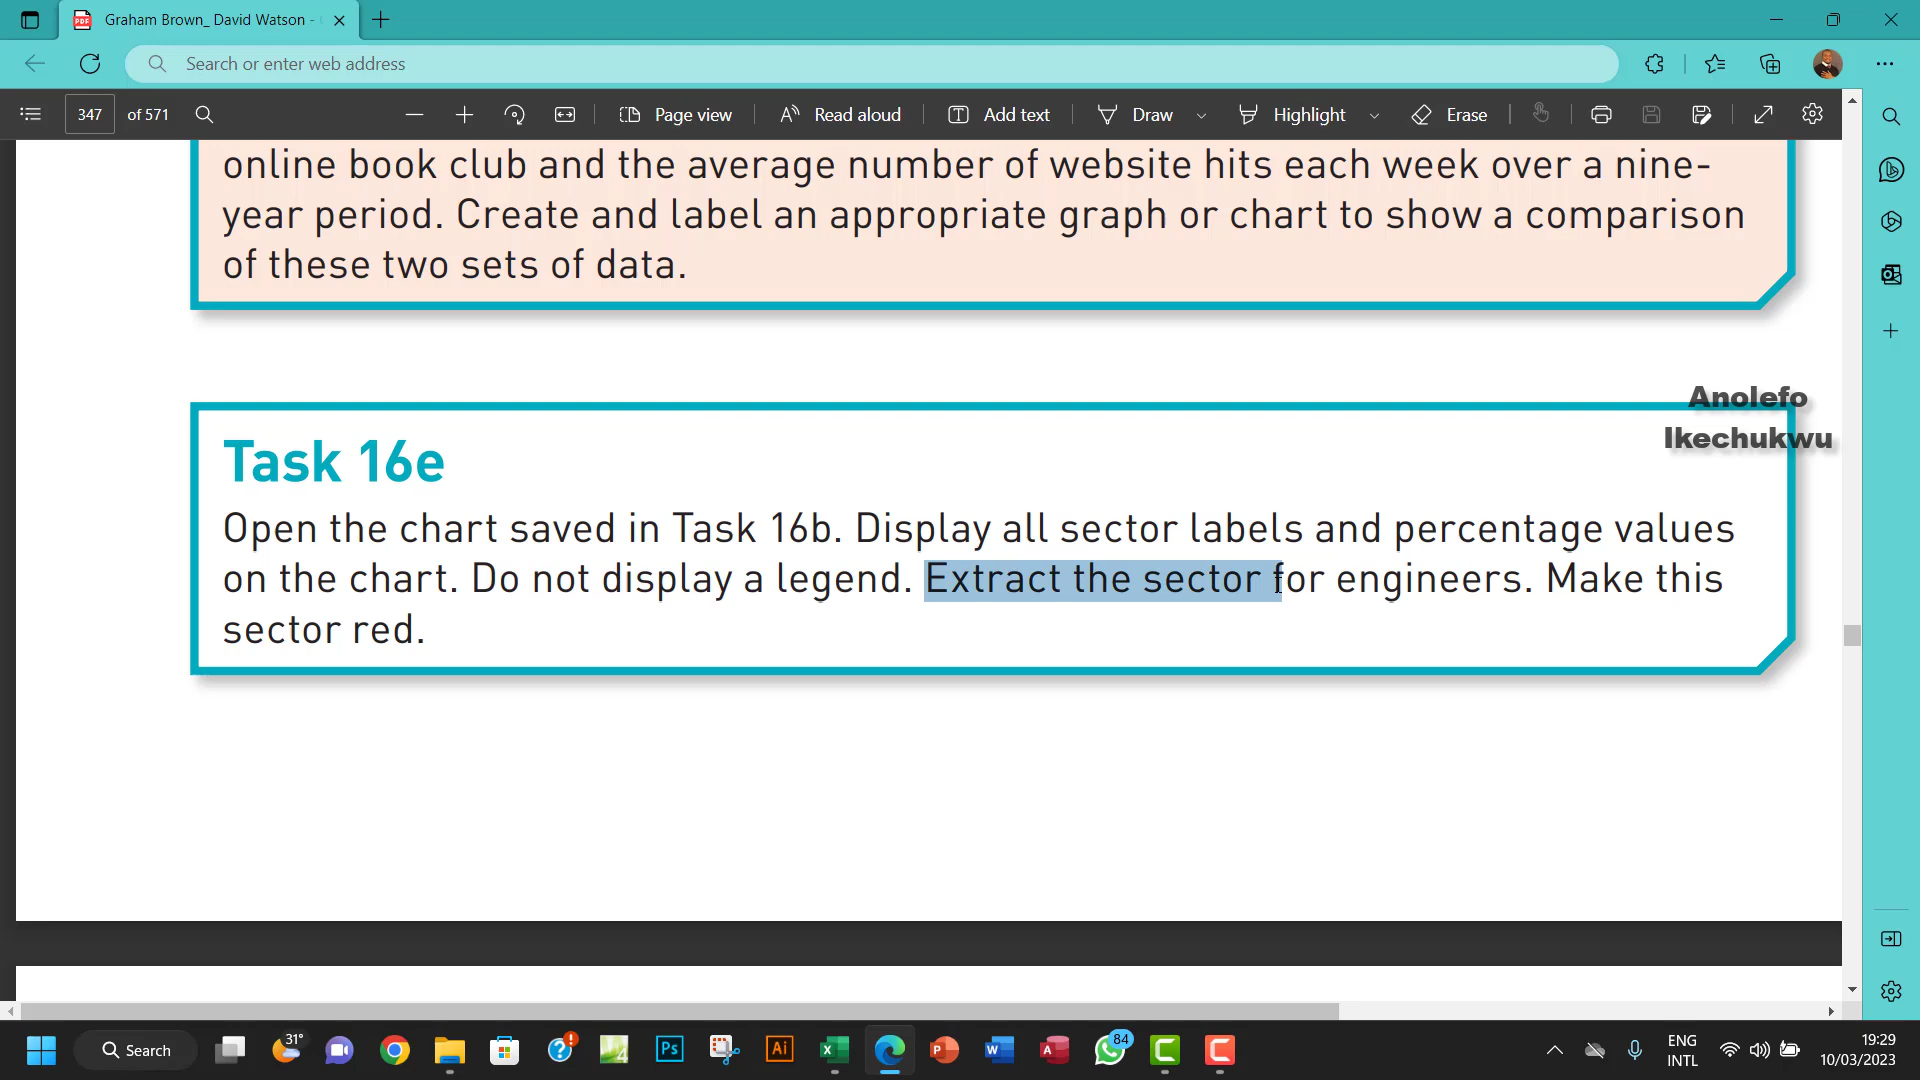 Graham Brown_ David Watson -
Search or enter web address
347 of 571
Page view
Read aloud
Add text
Draw
Highlight
Erase
online book club and the average number of website hits each week over a nine-
year period. Create and label an appropriate graph or chart to show a comparison
of these two sets of data.
Anolefo
Ikechukwu
Task 16e
Open the chart saved in Task 16b. Display all sector labels and percentage values
on the chart. Do not display a legend. Extract the sector for engineers. Make this
sector red.
Search
31°
84
ENG
INTL
19:29
10/03/2023